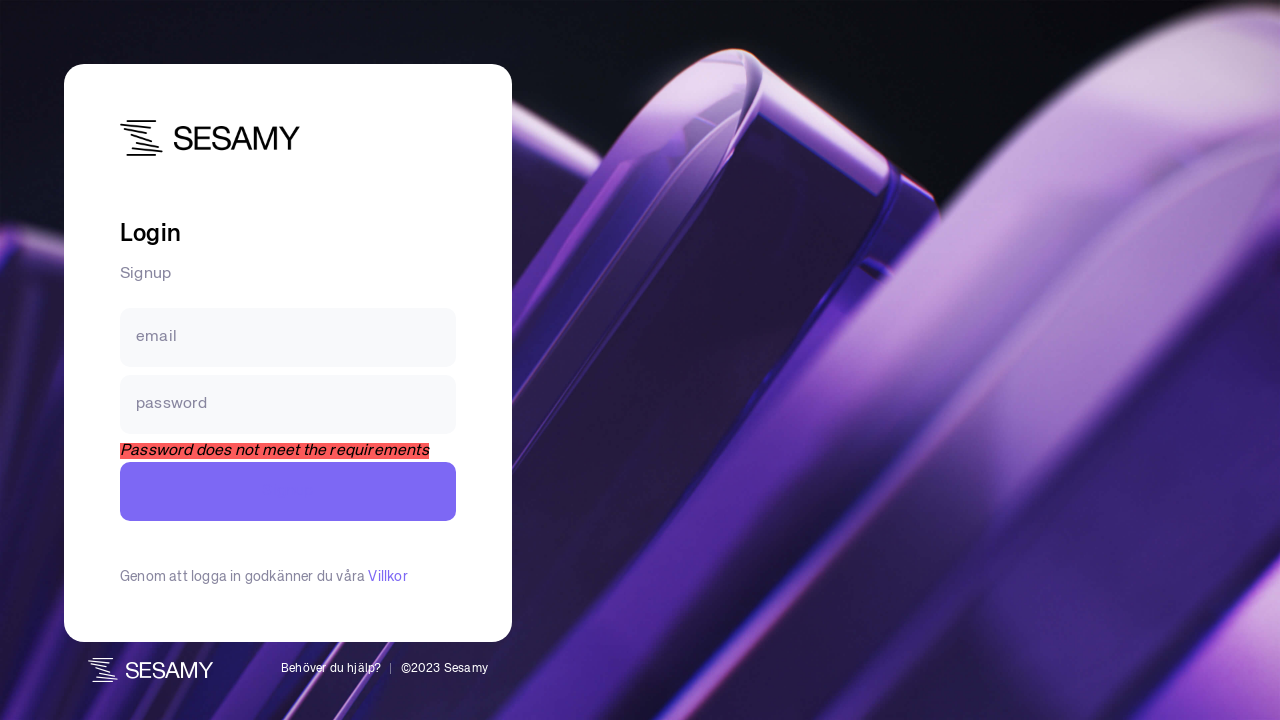 SESAMY
Login
Signup
email
password
Password does not meet the requirements
Genom att logga in godkänner du våra Villkor
SESAMY
Behöver du hjälp? | ©2023 Sesamy